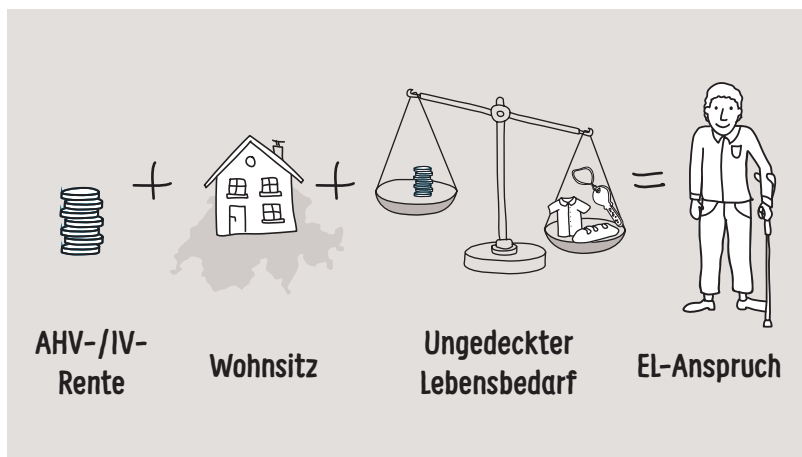 AHV-/IV-
Rente
Wohnsitz
Ungedeckter
Lebensbedarf
EL-Anspruch